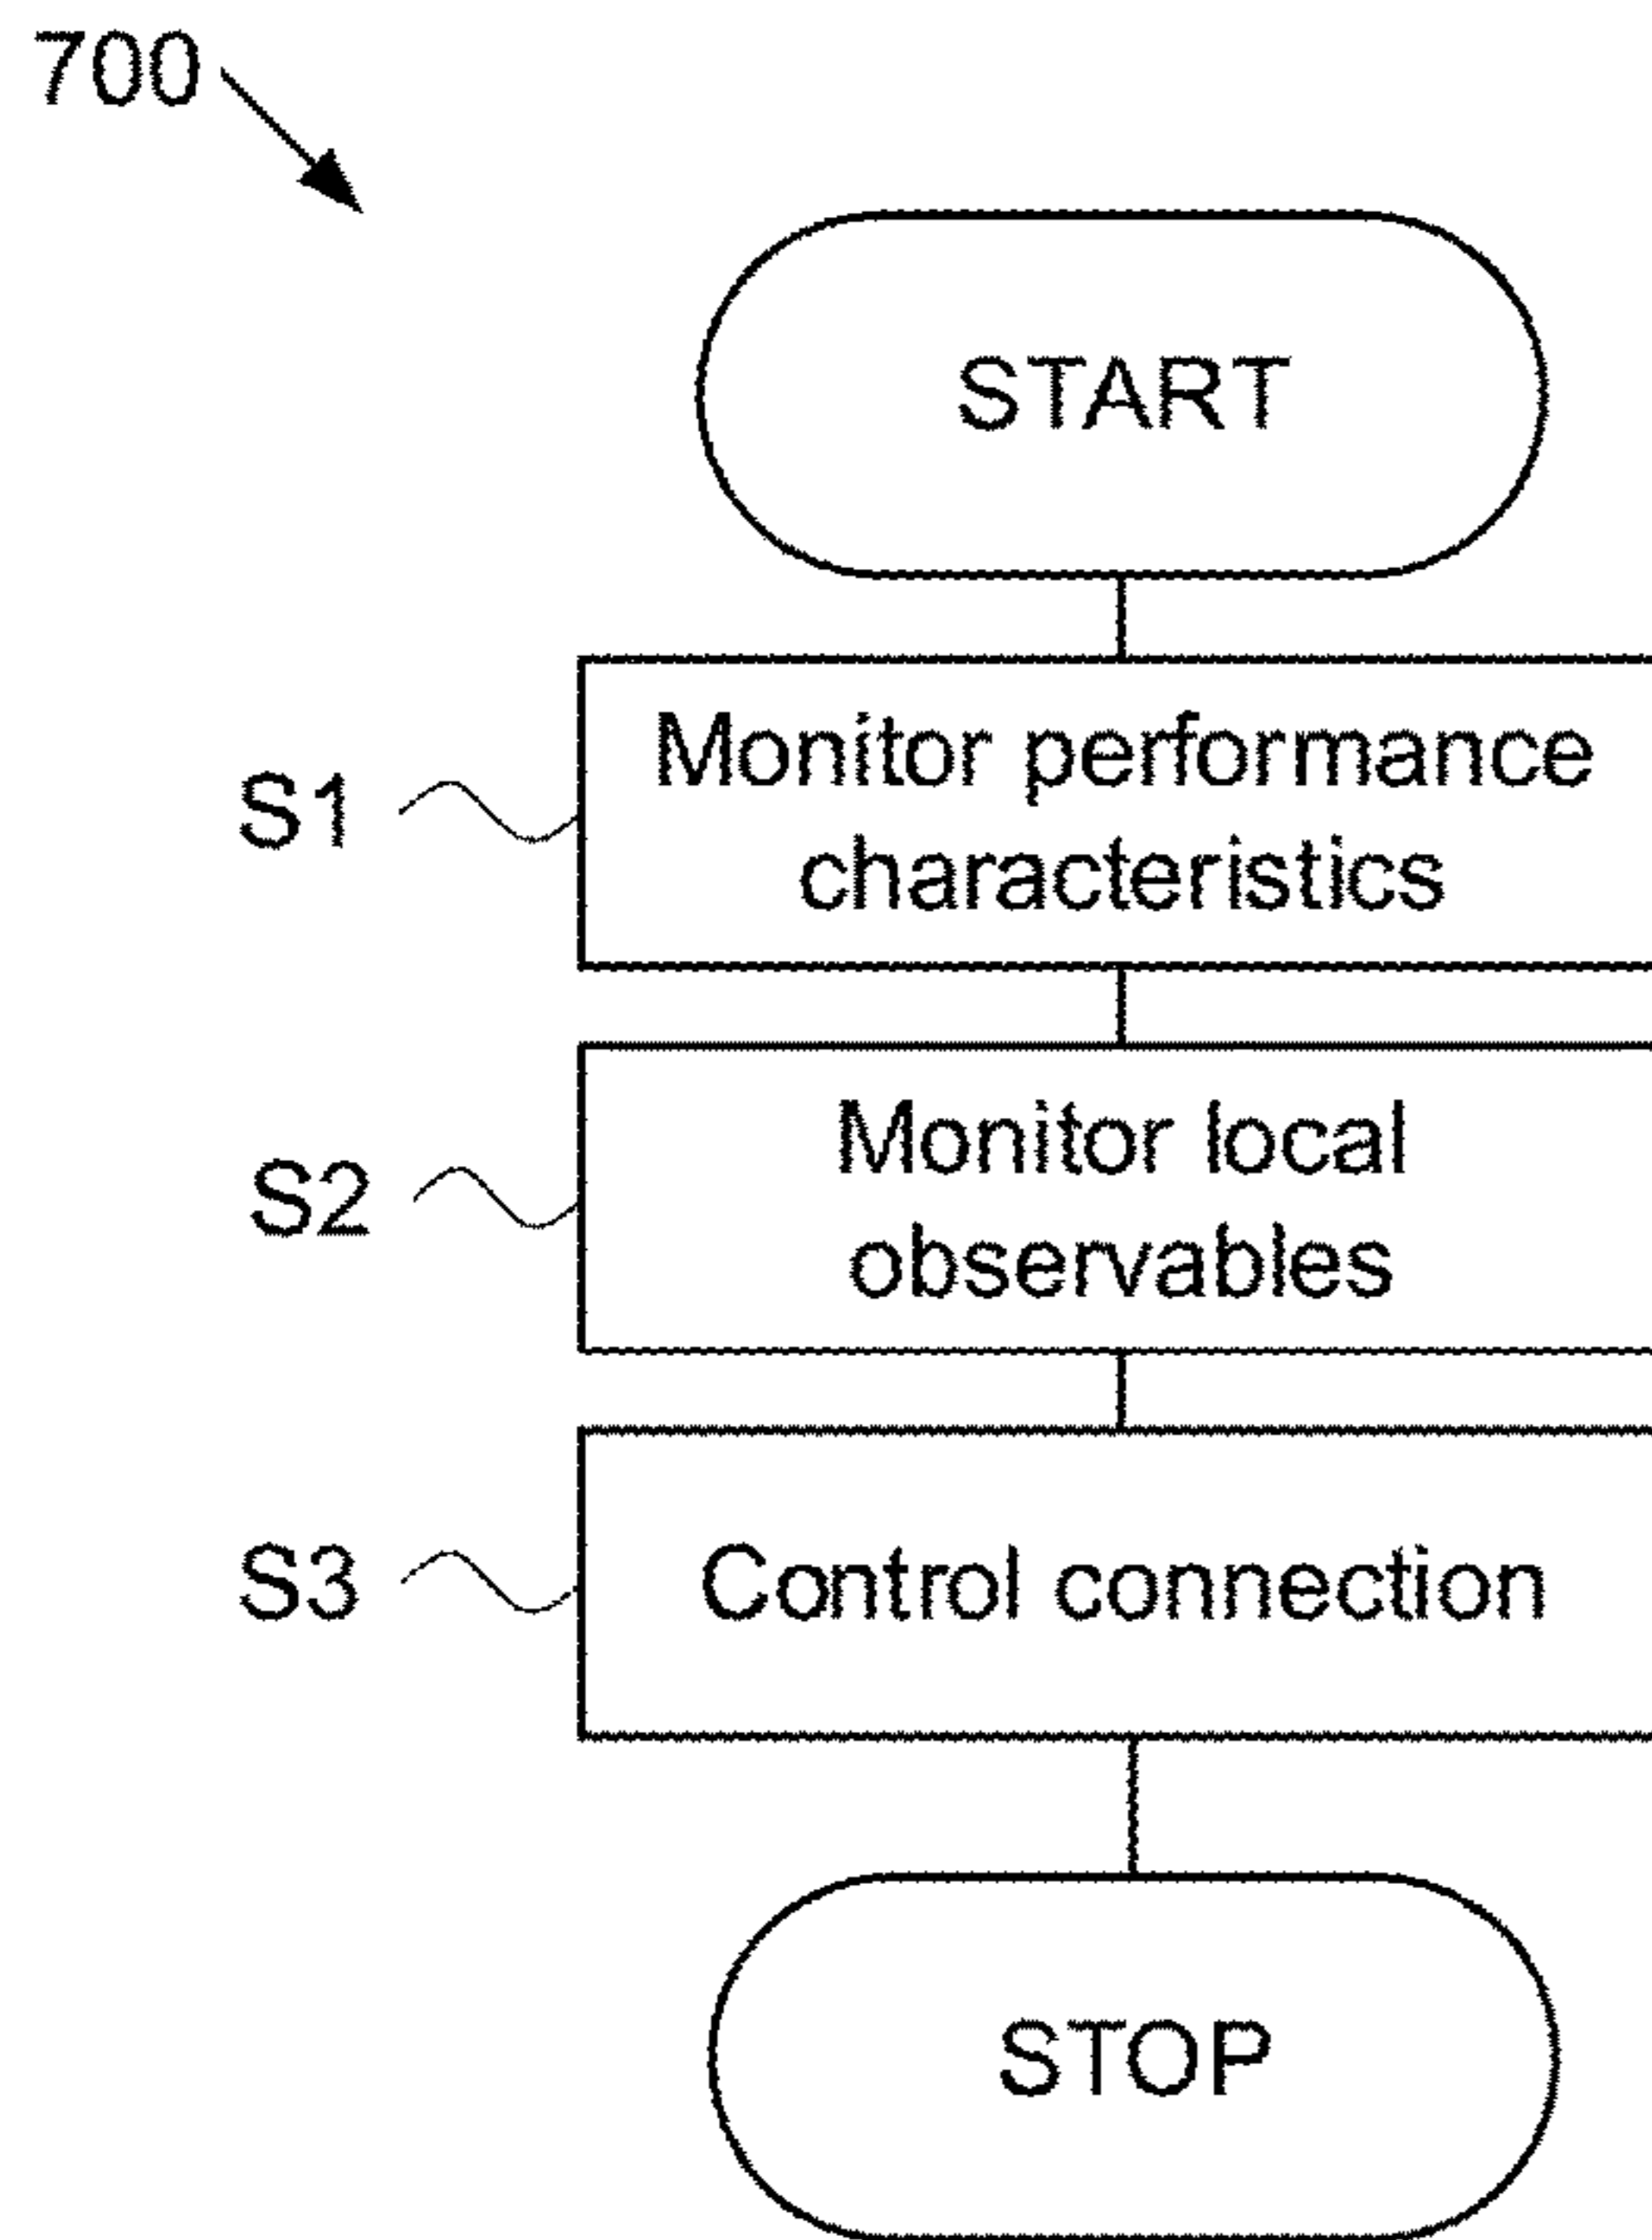 700
START
S1
Monitor performance
characteristics
S2
Monitor local
observables
S3
Control connection
STOP